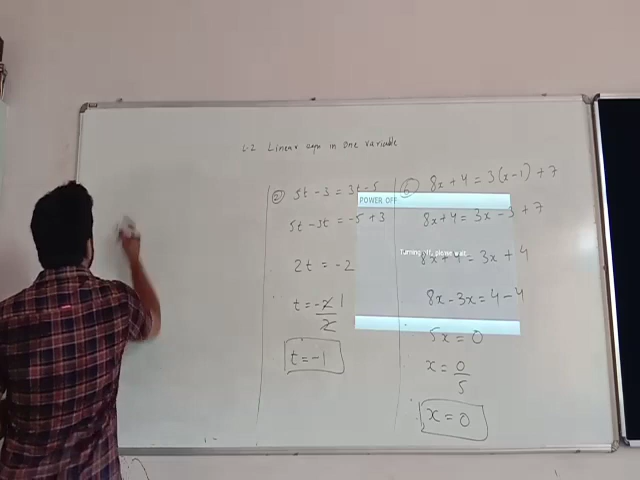 L-2 Linear eqn in One variable
② 5t - 3 = 3t - 5
5t - 3t = -5 + 3
2t = -2
t = -2 1
2
t = -1
⑥ 8x + 4 = 3(x-1) + 7
8x + 4 = 3x - 3 + 7
8x + 4 = 3x + 4
8x - 3x = 4 - 4
5x = 0
x = 0
5
x = 0
POWER OFF
Turning off, please wait...